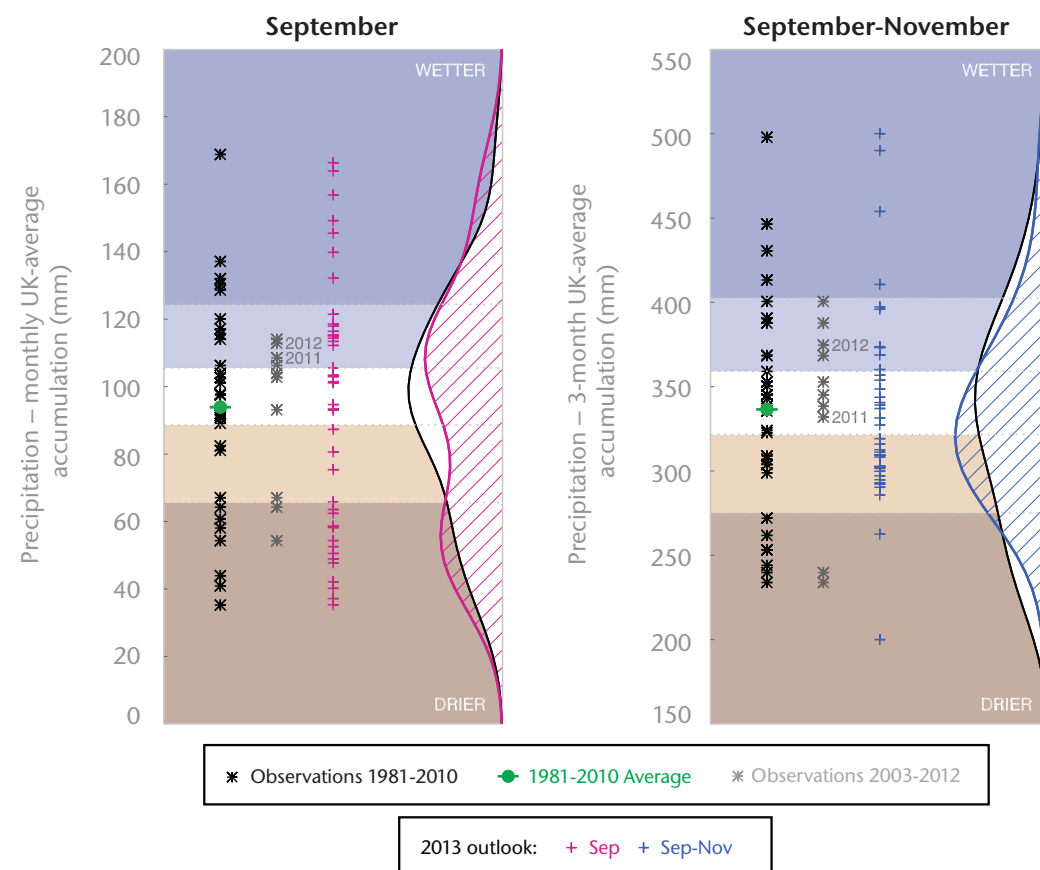 September
September-November
Precipitation – monthly UK-average
accumulation (mm)
200
180
160
140
120
100
80
60
40
20
0
WETTER
2012
2011
DRIER
Precipitation – 3-month UK-average
accumulation (mm)
550
500
450
400
350
300
250
200
150
WETTER
2012
2011
DRIER
Observations 1981-2010 1981-2010 Average Observations 2003-2012
2013 outlook: + Sep + Sep-Nov